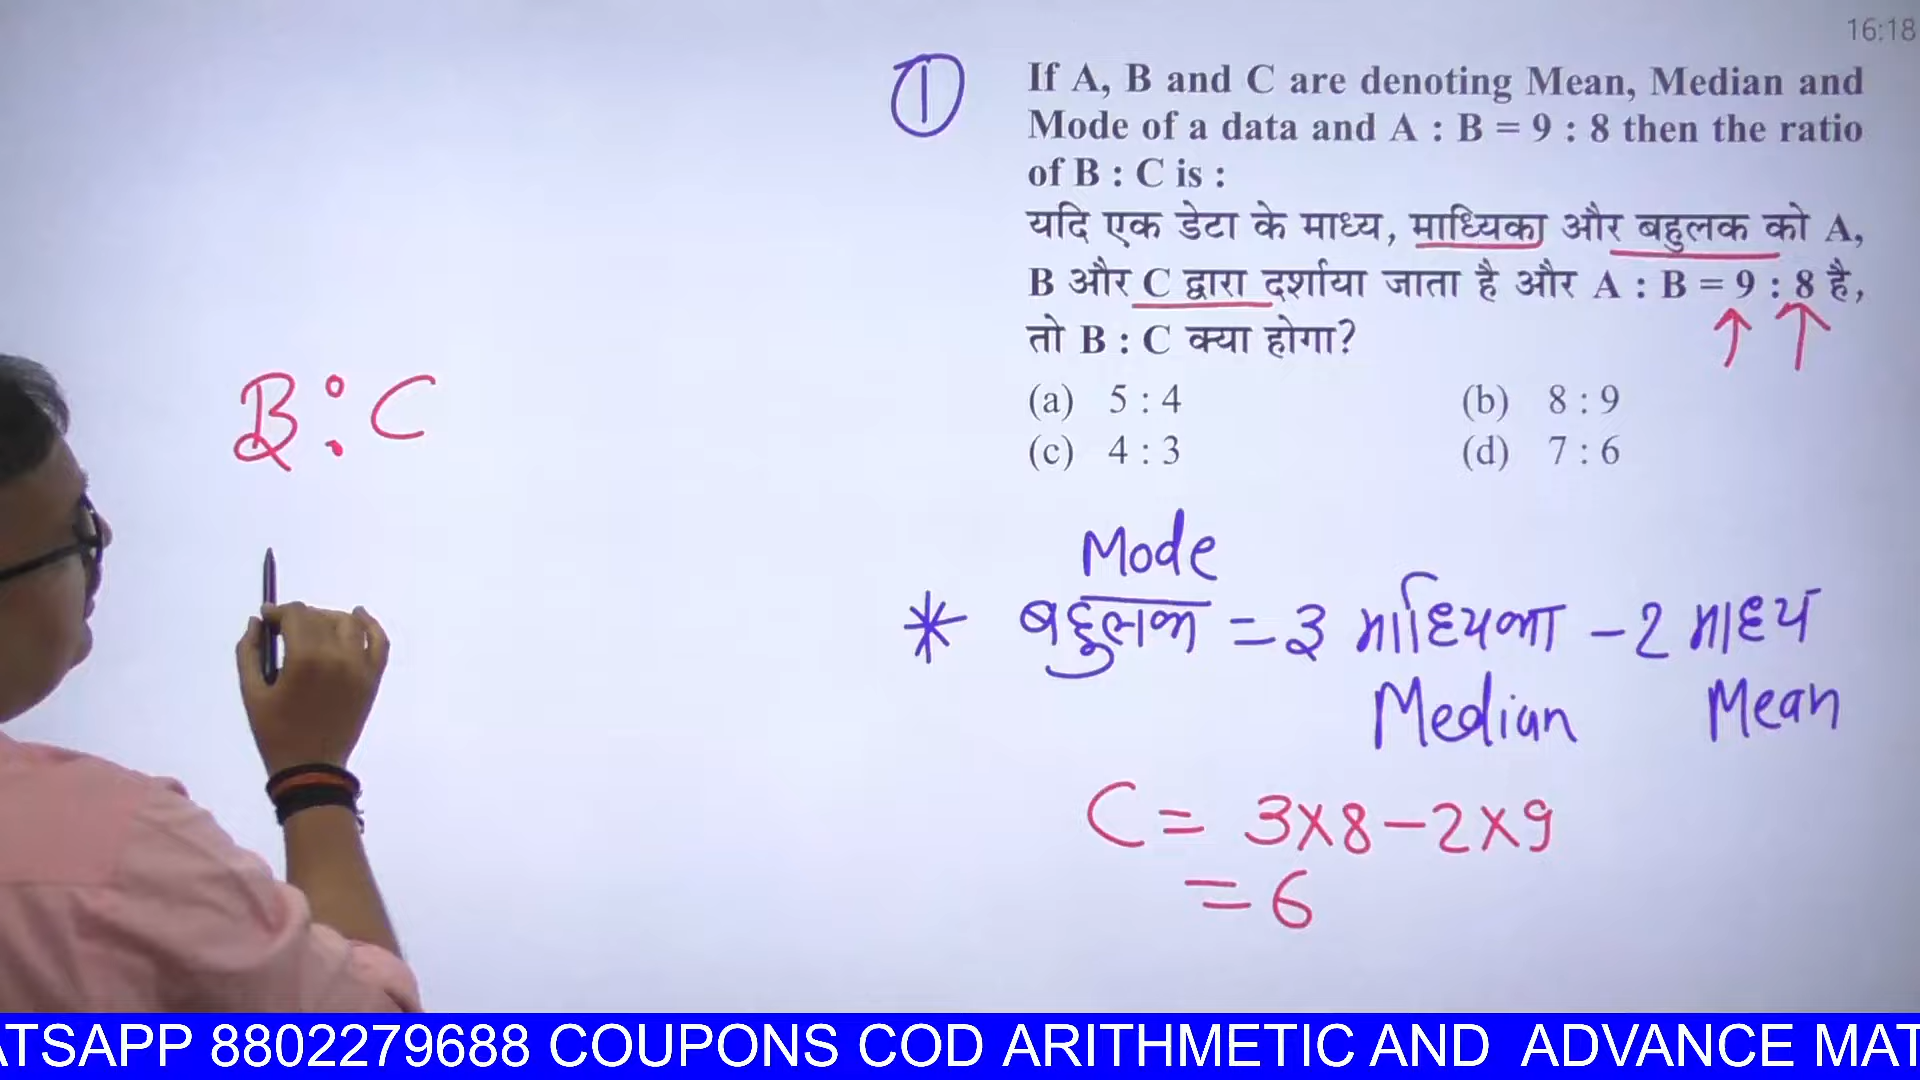 16:18
① If A, B and C are denoting Mean, Median and
Mode of a data and A : B = 9 : 8 then the ratio
of B : C is :
यदि एक डेटा के माध्य, माध्यिका और बहुलक को A,
B और C द्वारा दर्शाया जाता है और A : B = 9 : 8 है,
तो B : C क्या होगा?
(a) 5 : 4 (b) 8 : 9
(c) 4 : 3 (d) 7 : 6
B : C
Mode
* बहुलक = 3 माध्यिका - 2 माध्य
Median Mean
C = 3×8-2×9
= 6
ATSAPP 8802279688 COUPONS COD ARITHMETIC AND ADVANCE MAT